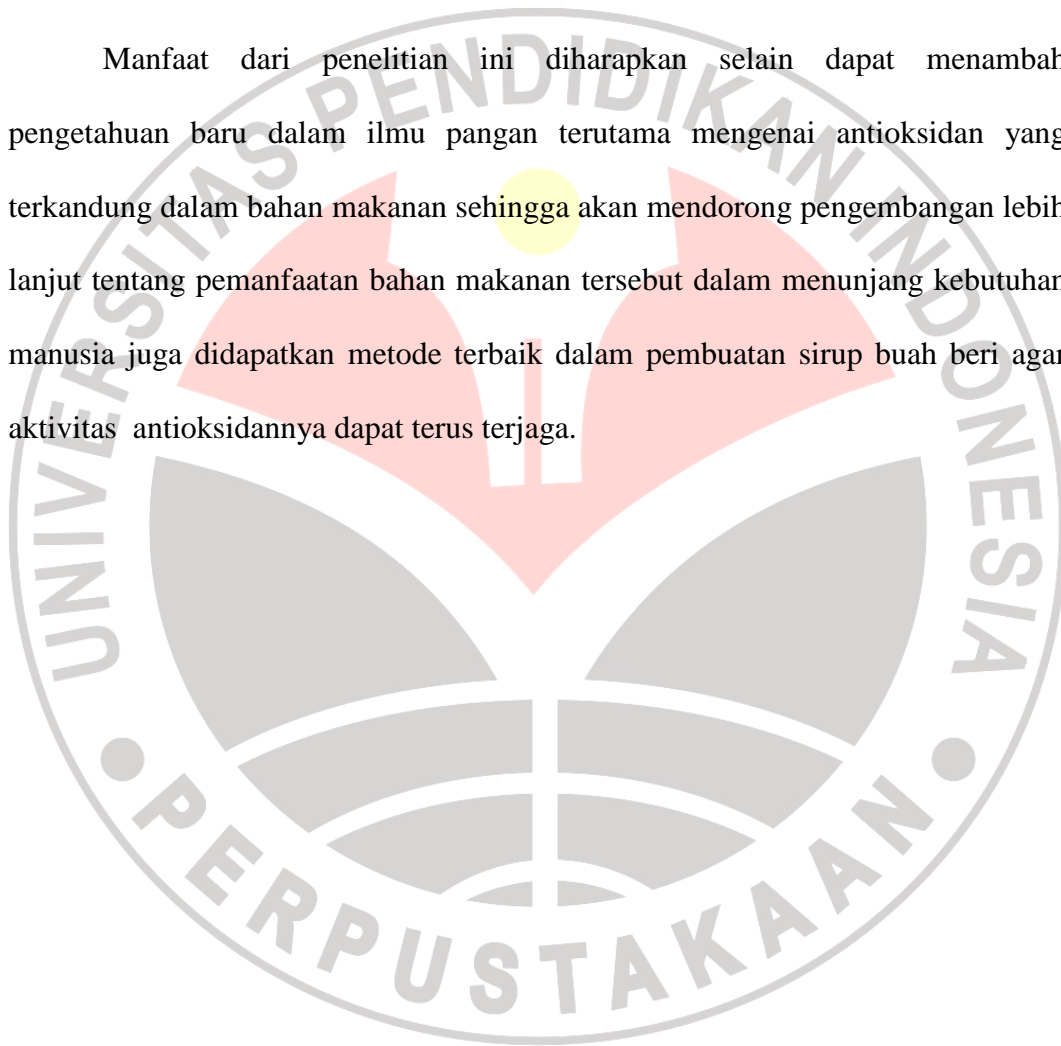 Manfaat dari penelitian ini diharapkan selain dapat menambah
pengetahuan baru dalam ilmu pangan terutama mengenai antioksidan yang
terkandung dalam bahan makanan sehingga akan mendorong pengembangan lebih
lanjut tentang pemanfaatan bahan makanan tersebut dalam menunjang kebutuhan
manusia juga didapatkan metode terbaik dalam pembuatan sirup buah beri agar
aktivitas antioksidannya dapat terus terjaga.
UNIVERSITAS PENDIDIKAN INDONESIA
PERPUSTAKAAN